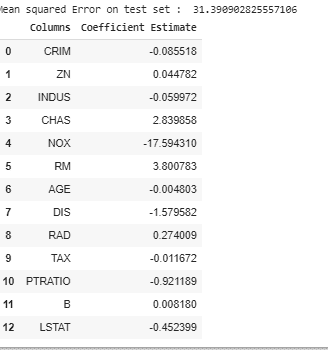 Mean squared Error on test set : 31.390902825557106
Columns Coefficient Estimate
0 CRIM -0.085518
1 ZN 0.044782
2 INDUS -0.059972
3 CHAS 2.839858
4 NOX -17.594310
5 RM 3.800783
6 AGE -0.004803
7 DIS -1.579582
8 RAD 0.274009
9 TAX -0.011672
10 PTRATIO -0.921189
11 B 0.008180
12 LSTAT -0.452399